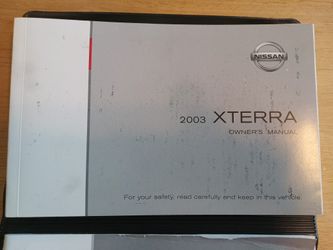 NISSAN
2003 XTERRA
OWNER'S MANUAL
For your safety, read carefully and keep in this vehicle.